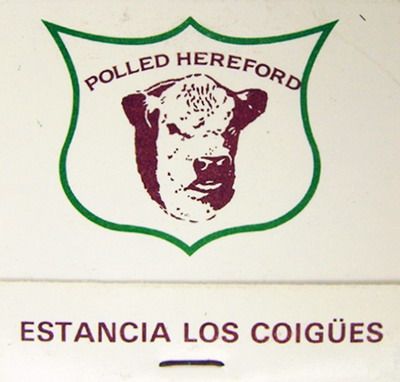 POLLED HEREFORD
ESTANCIA LOS COIGÜES